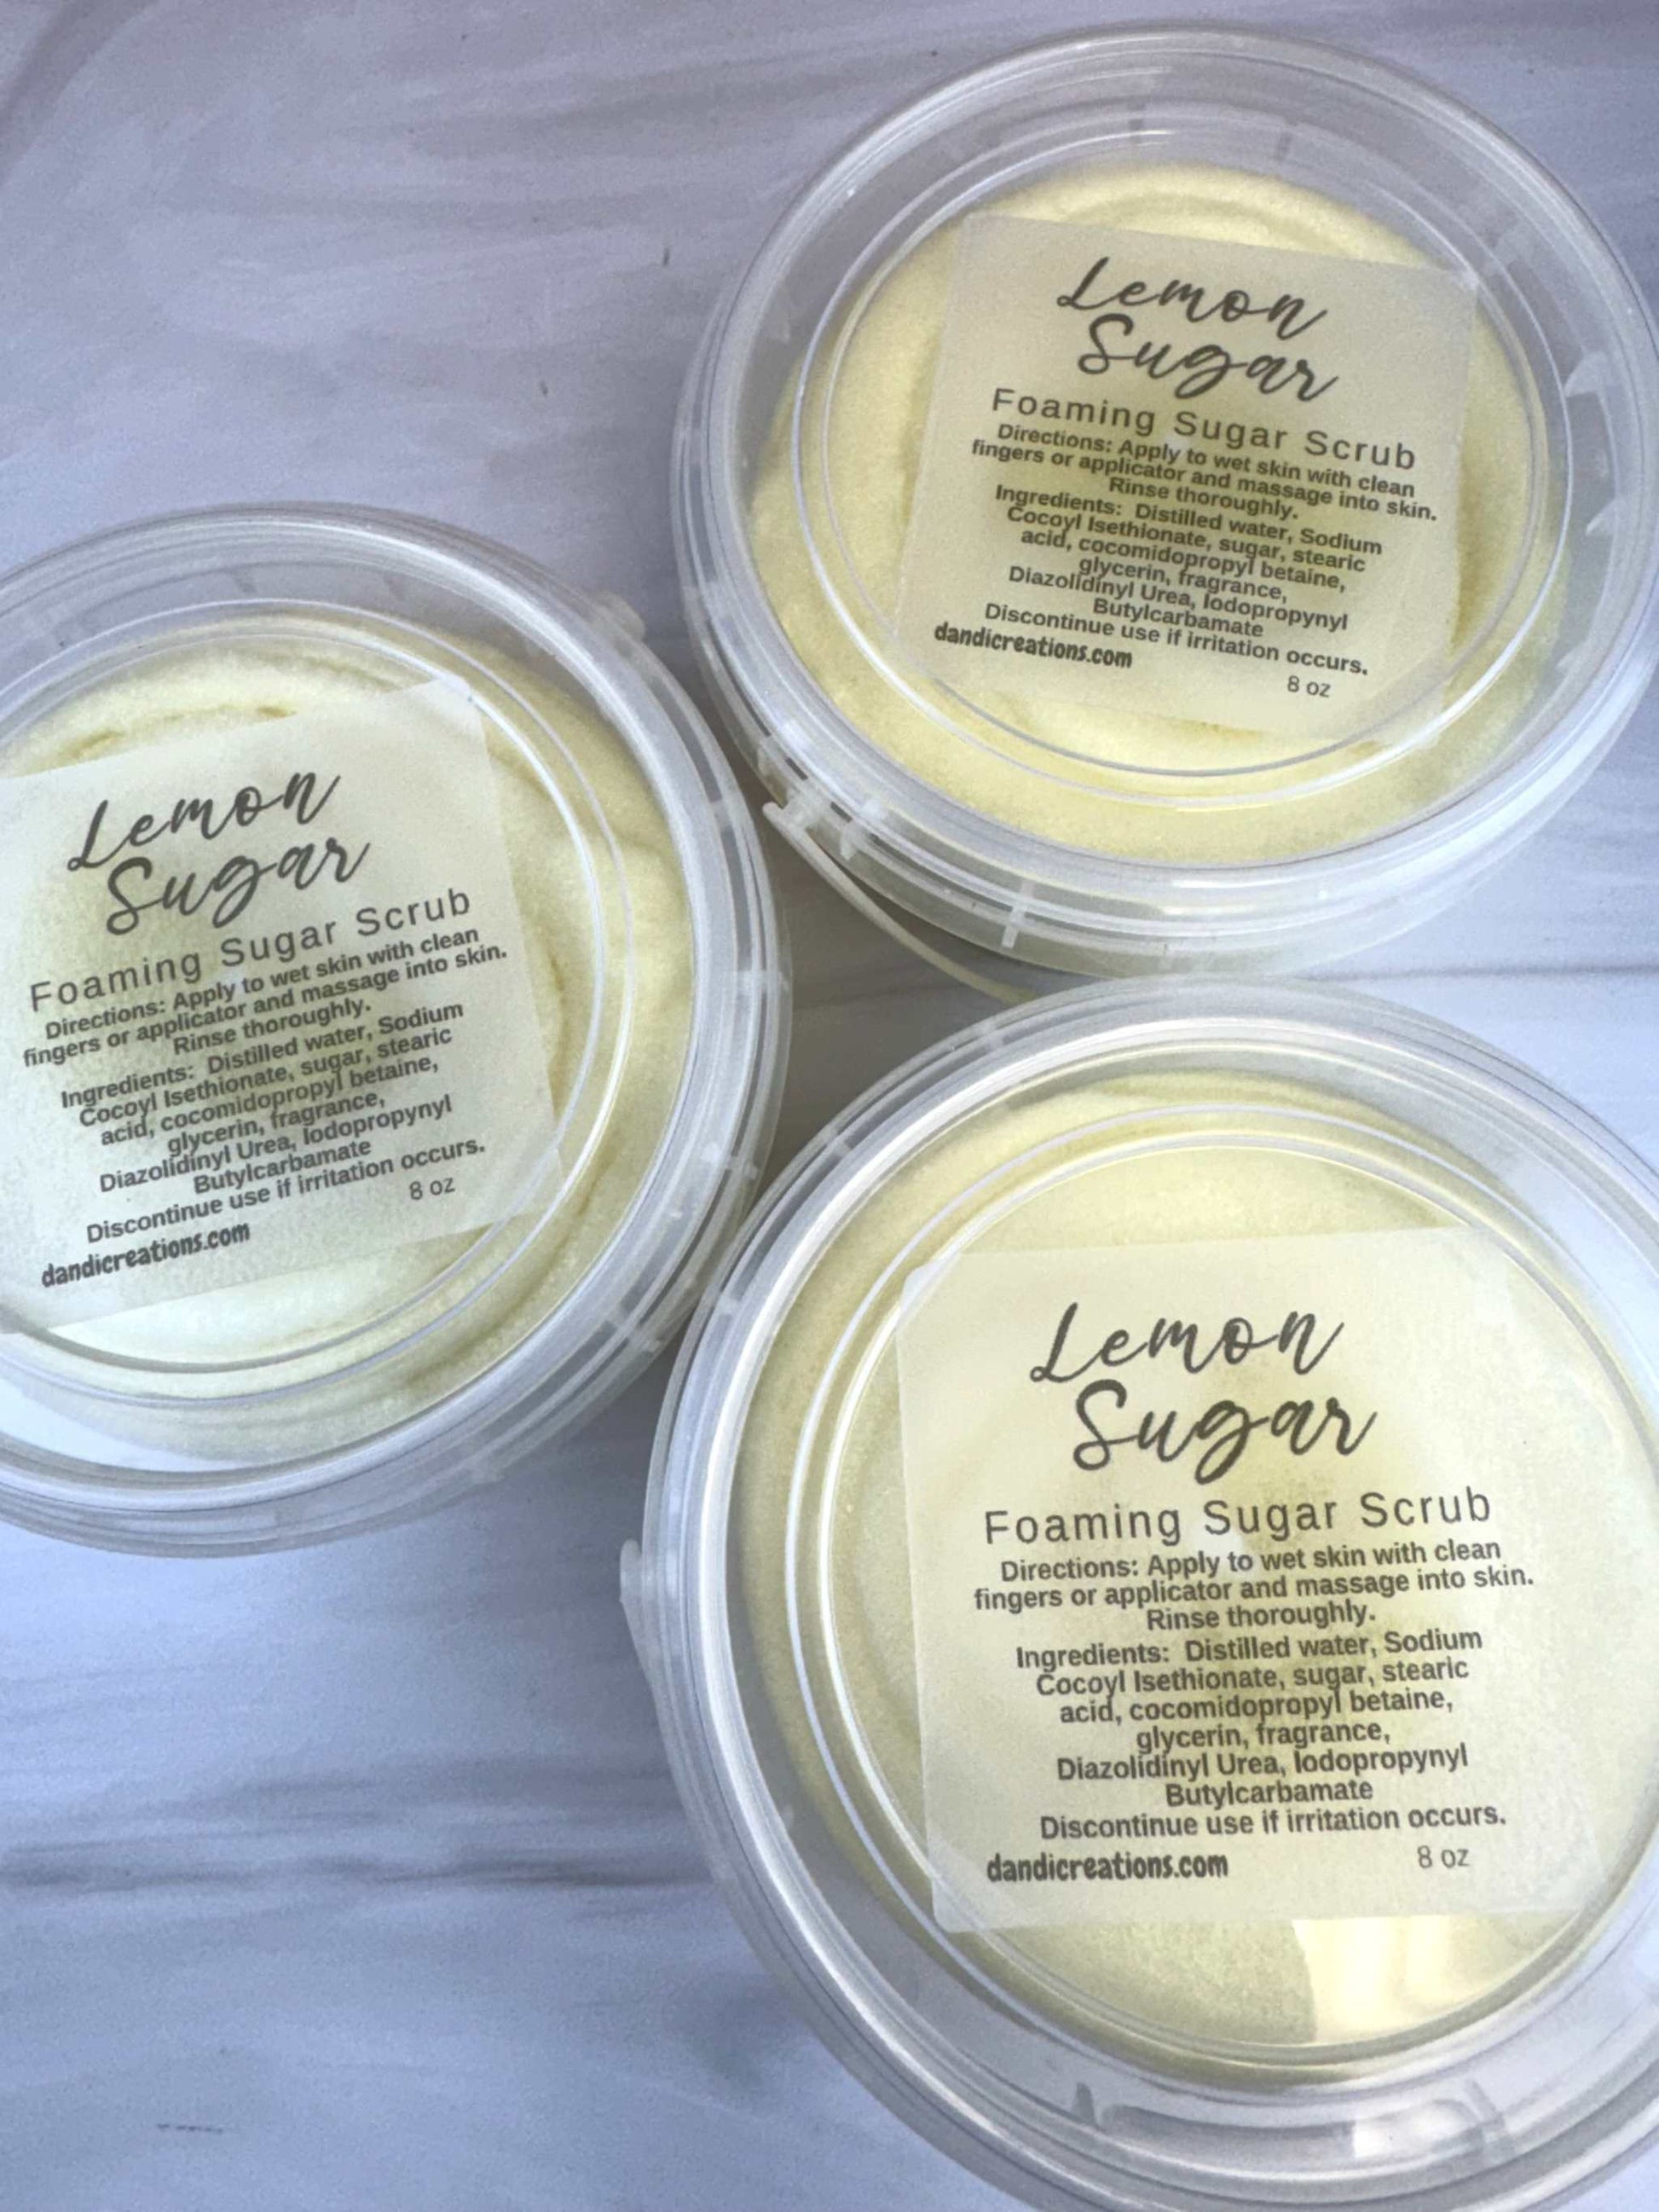 Lemon
Sugar
Foaming Sugar Scrub
Directions: Apply to wet skin with clean
fingers or applicator and massage into skin.
Rinse thoroughly.
Ingredients: Distilled water, Sodium
Cocoyl Isethionate, sugar, stearic
acid, cocomidopropyl betaine,
glycerin, fragrance,
Diazolidinyl Urea, Iodopropynyl
Butylcarbamate
Discontinue use if irritation occurs.
dandicreations.com
8 oz
Lemon
Sugar
Foaming Sugar Scrub
Directions: Apply to wet skin with clean
fingers or applicator and massage into skin.
Rinse thoroughly.
Ingredients: Distilled water, Sodium
Cocoyl Isethionate, sugar, stearic
acid, cocomidopropyl betaine,
glycerin, fragrance,
Diazolidinyl Urea, Iodopropynyl
Butylcarbamate
Discontinue use if irritation occurs.
8 oz
dandicreations.com
Lemon
Sugar
Foaming Sugar Scrub
Directions: Apply to wet skin with clean
fingers or applicator and massage into skin.
Rinse thoroughly.
Ingredients: Distilled water, Sodium
Cocoyl Isethionate, sugar, stearic
acid, cocomidopropyl betaine,
glycerin, fragrance,
Diazolidinyl Urea, Iodopropynyl
Butylcarbamate
Discontinue use if irritation occurs.
dandicreations.com 8 oz